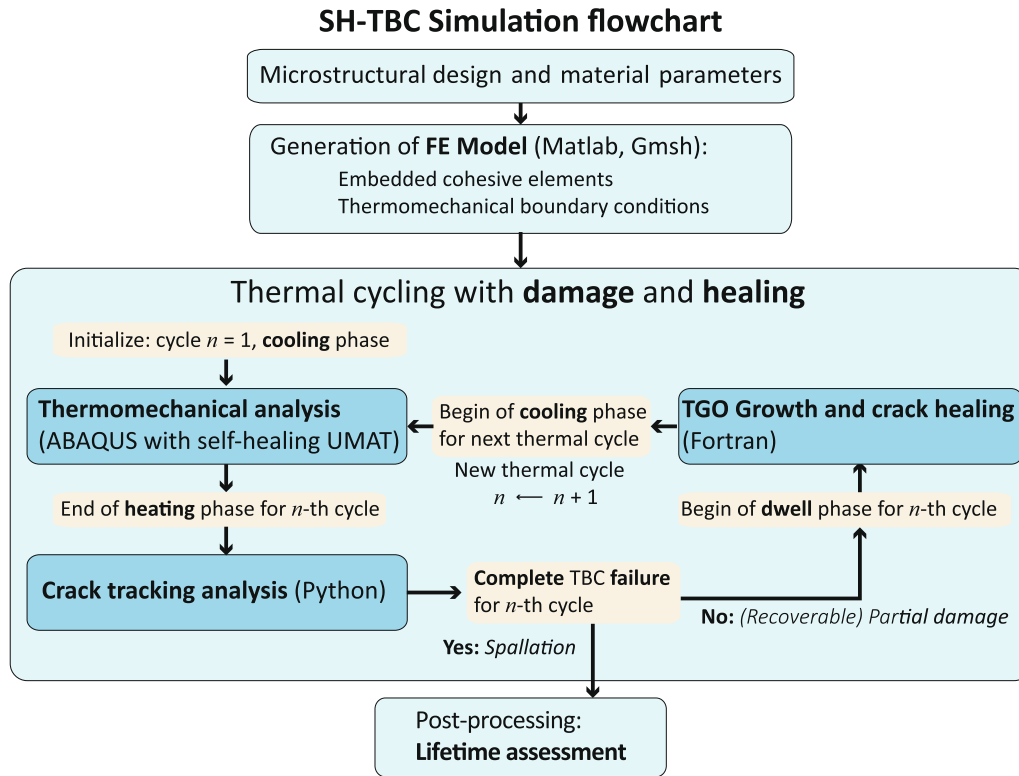 SH-TBC Simulation flowchart
Microstructural design and material parameters
Generation of FE Model (Matlab, Gmsh):
Embedded cohesive elements
Thermomechanical boundary conditions
Thermal cycling with damage and healing
Initialize: cycle n = 1, cooling phase
Thermomechanical analysis
(ABAQUS with self-healing UMAT)
Begin of cooling phase
for next thermal cycle
New thermal cycle
n ⟵ n + 1
TGO Growth and crack healing
(Fortran)
End of heating phase for n-th cycle
Begin of dwell phase for n-th cycle
Crack tracking analysis (Python)
Complete TBC failure
for n-th cycle
No: (Recoverable) Partial damage
Yes: Spallation
Post-processing:
Lifetime assessment